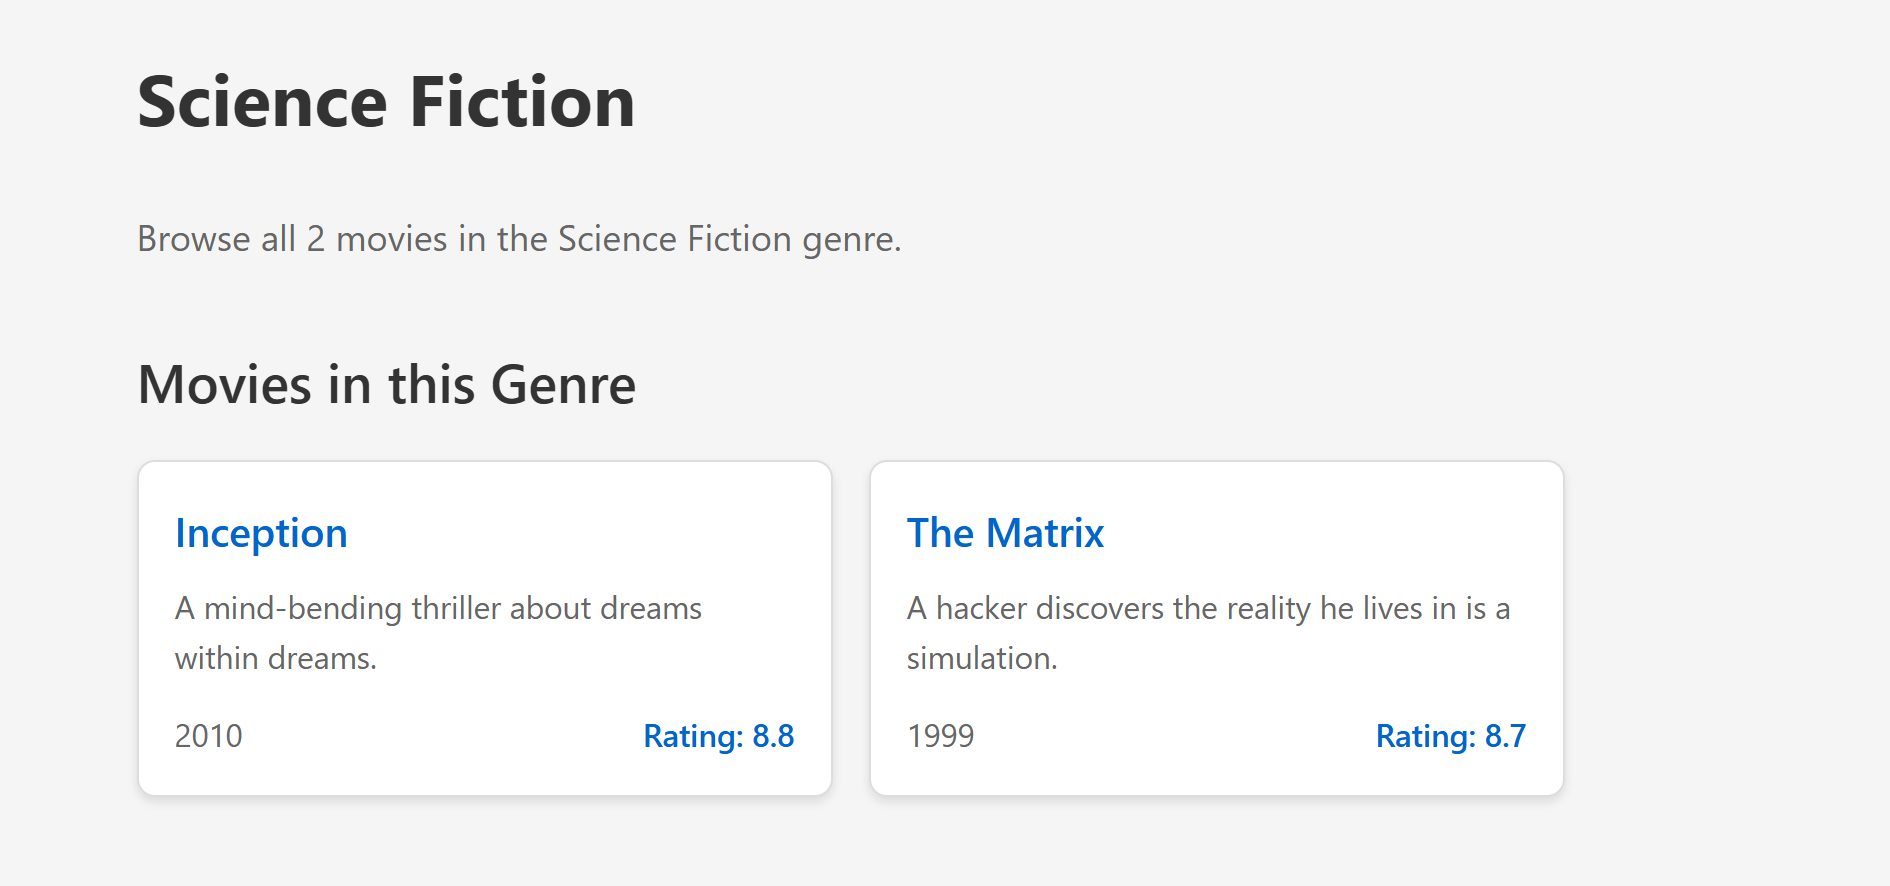 Science Fiction
Browse all 2 movies in the Science Fiction genre.
Movies in this Genre
Inception
A mind-bending thriller about dreams
within dreams.
2010
Rating: 8.8
The Matrix
A hacker discovers the reality he lives in is a
simulation.
1999
Rating: 8.7